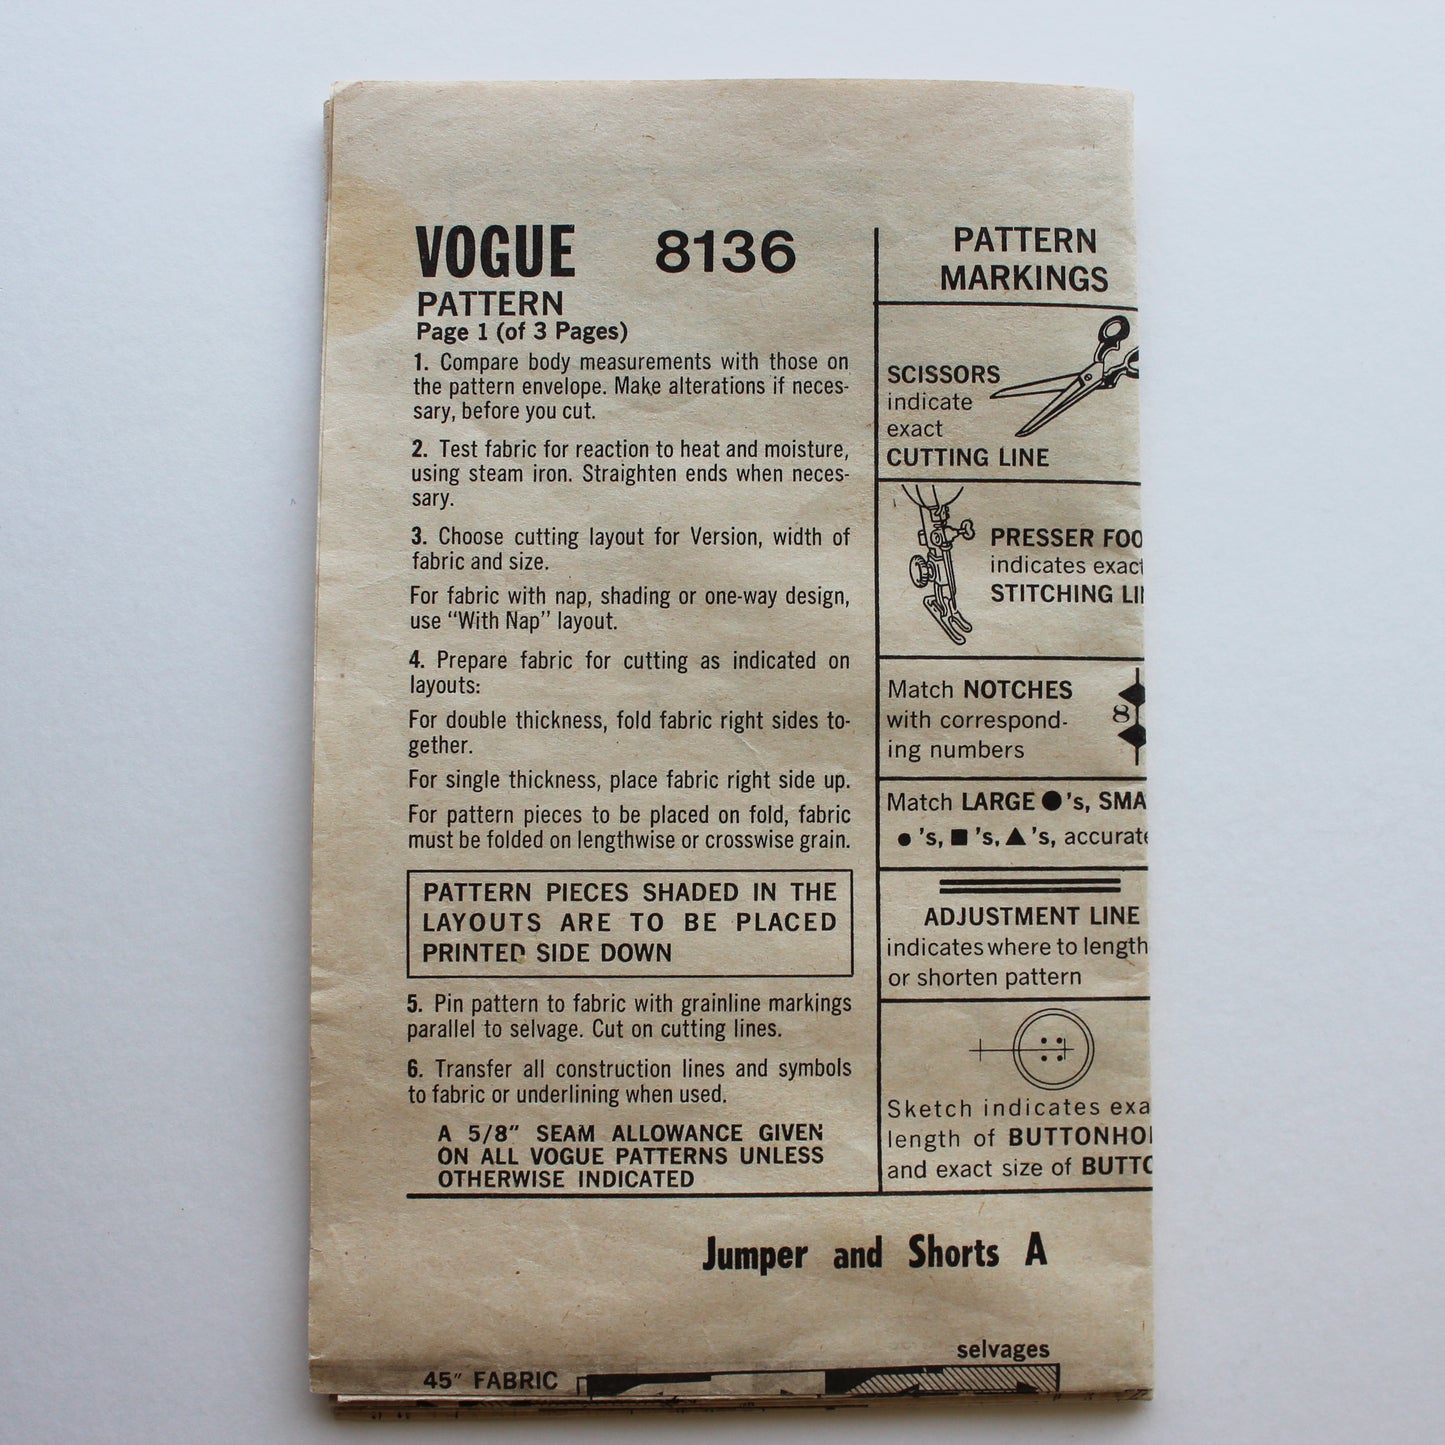 VOGUE 8136
PATTERN
Page 1 (of 3 Pages)
1. Compare body measurements with those on
the pattern envelope. Make alterations if neces-
sary, before you cut.
2. Test fabric for reaction to heat and moisture,
using steam iron. Straighten ends when neces-
sary.
3. Choose cutting layout for Version, width of
fabric and size.
For fabric with nap, shading or one-way design,
use “With Nap” layout.
4. Prepare fabric for cutting as indicated on
layouts:
For double thickness, fold fabric right sides to-
gether.
For single thickness, place fabric right side up.
For pattern pieces to be placed on fold, fabric
must be folded on lengthwise or crosswise grain.
PATTERN PIECES SHADED IN THE
LAYOUTS ARE TO BE PLACED
PRINTED SIDE DOWN
5. Pin pattern to fabric with grainline markings
parallel to selvage. Cut on cutting lines.
6. Transfer all construction lines and symbols
to fabric or underlining when used.
A 5/8″ SEAM ALLOWANCE GIVEN
ON ALL VOGUE PATTERNS UNLESS
OTHERWISE INDICATED
PATTERN
MARKINGS
SCISSORS
indicate
exact
CUTTING LINE
PRESSER FOO
indicates exact
STITCHING LI
Match NOTCHES
with correspond-
ing numbers
8
Match LARGE ●'s, SMA
●'s, ■'s, ▲'s, accurate
ADJUSTMENT LINE
indicates where to length
or shorten pattern
Sketch indicates exa
length of BUTTONHO
and exact size of BUTTO
Jumper and Shorts A
selvages
45″ FABRIC